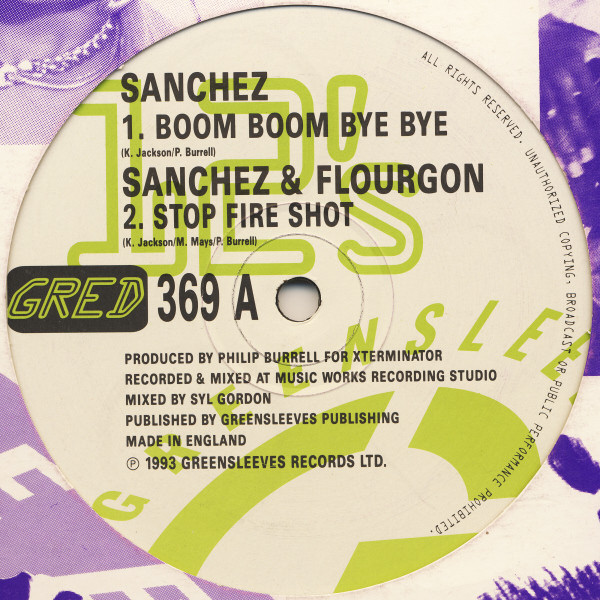 SANCHEZ
1. BOOM BOOM BYE BYE
(K. Jackson/P. Burrell)
SANCHEZ & FLOURGON
2. STOP FIRE SHOT
(K. Jackson/M. Mays/P. Burrell)
GRED 369 A
PRODUCED BY PHILIP BURRELL FOR XTERMINATOR
RECORDED & MIXED AT MUSIC WORKS RECORDING STUDIO
MIXED BY SYL GORDON
PUBLISHED BY GREENSLEEVES PUBLISHING
MADE IN ENGLAND
℗ 1993 GREENSLEEVES RECORDS LTD.
ALL RIGHTS RESERVED. UNAUTHORIZED COPYING, BROADCAST OR PUBLIC PERFORMANCE PROHIBITED.
12's
GREENSLEE